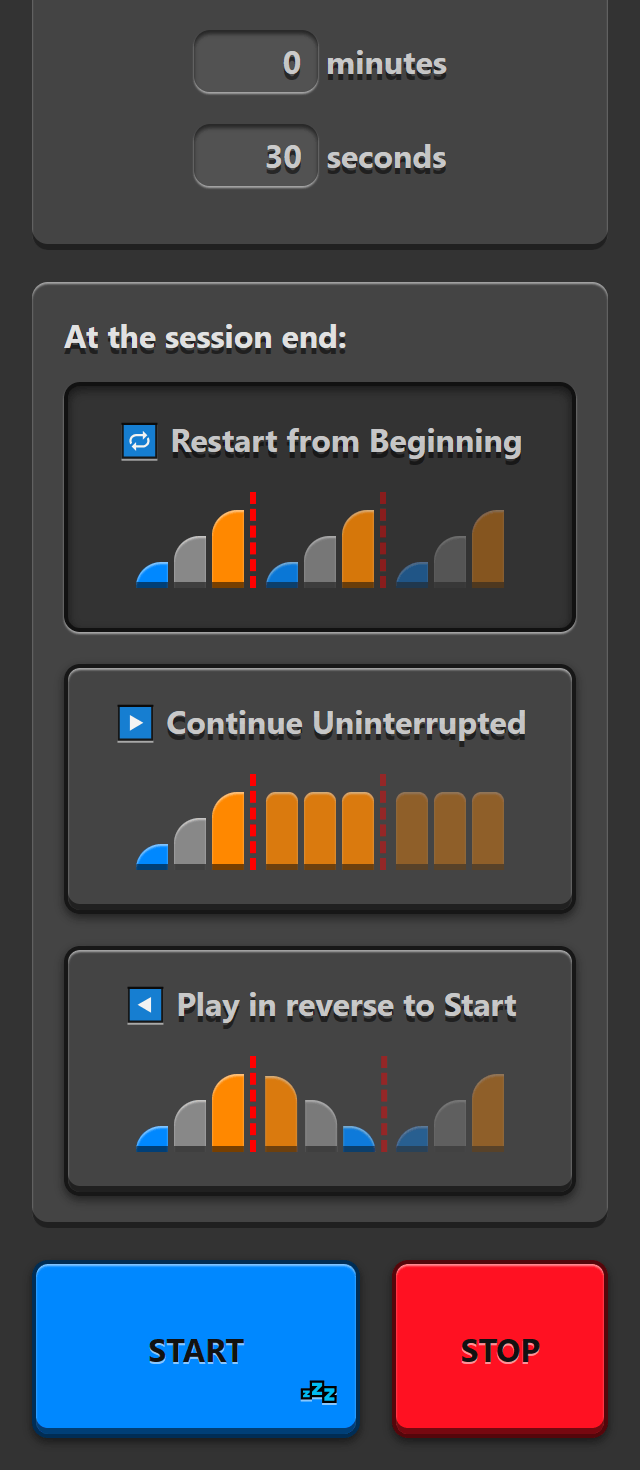 0 minutes
30 seconds
At the session end:
Restart from Beginning
Continue Uninterrupted
Play in reverse to Start
START
zzz
STOP